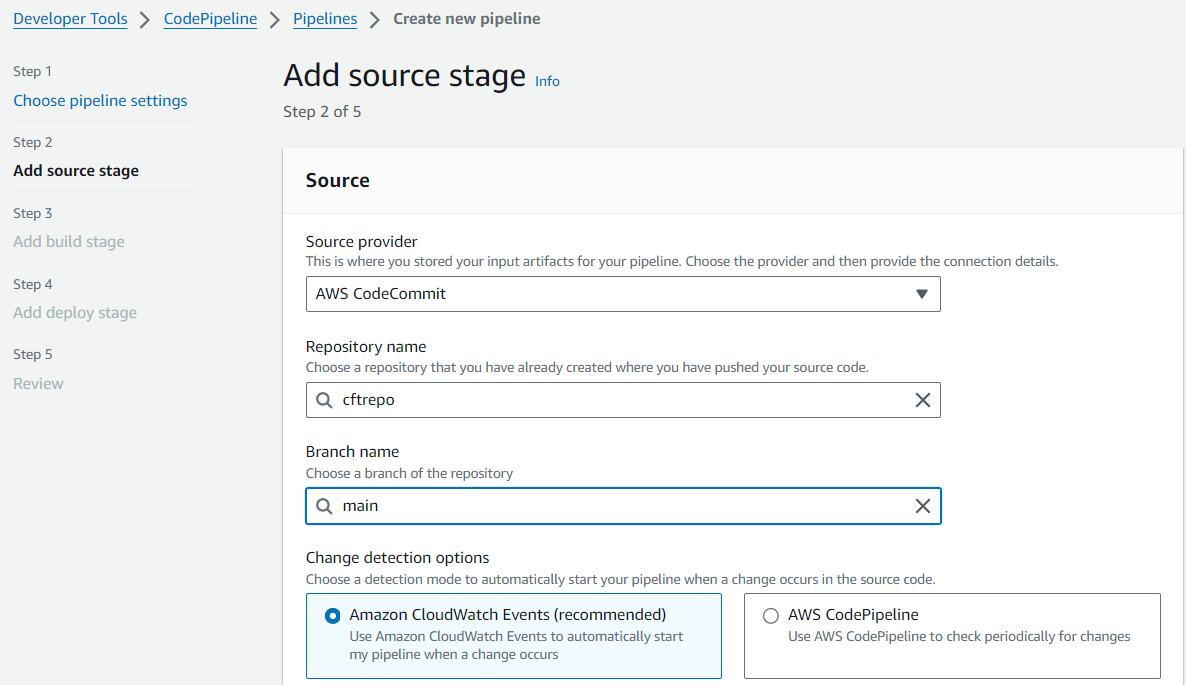 Developer Tools > CodePipeline > Pipelines > Create new pipeline
Step 1
Choose pipeline settings
Step 2
Add source stage
Step 3
Add build stage
Step 4
Add deploy stage
Step 5
Review
Add source stage Info
Step 2 of 5
Source
Source provider
This is where you stored your input artifacts for your pipeline. Choose the provider and then provide the connection details.
AWS CodeCommit
Repository name
Choose a repository that you have already created where you have pushed your source code.
cftrepo
Branch name
Choose a branch of the repository
main
Change detection options
Choose a detection mode to automatically start your pipeline when a change occurs in the source code.
Amazon CloudWatch Events (recommended)
Use Amazon CloudWatch Events to automatically start
my pipeline when a change occurs
AWS CodePipeline
Use AWS CodePipeline to check periodically for changes